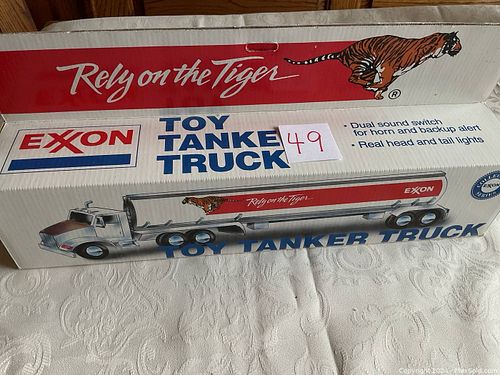 Rely on the Tiger
®
EXXON
TOY
TANKE
TRUCK
49
• Dual sound switch
for horn and backup alert
• Real head and tail lights
Rely on the Tiger
EXXON
TOY TANKER TRUCK